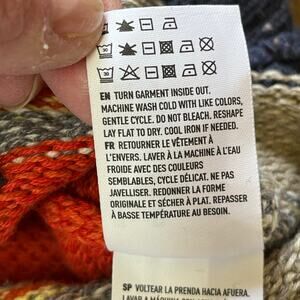 EN TURN GARMENT INSIDE OUT.
MACHINE WASH COLD WITH LIKE COLORS,
GENTLE CYCLE. DO NOT BLEACH. RESHAPE
LAY FLAT TO DRY. COOL IRON IF NEEDED.
FR RETOURNER LE VÊTEMENT À
L'ENVERS. LAVER À LA MACHINE À L'EAU
FROIDE AVEC DES COULEURS
SEMBLABLES, CYCLE DÉLICAT. NE PAS
JAVELLISER. REDONNER LA FORME
ORIGINALE ET SÉCHER À PLAT. REPASSER
À BASSE TEMPÉRATURE AU BESOIN.
SP VOLTEAR LA PRENDA HACIA AFUERA.
LAVAR A MÁQUINA